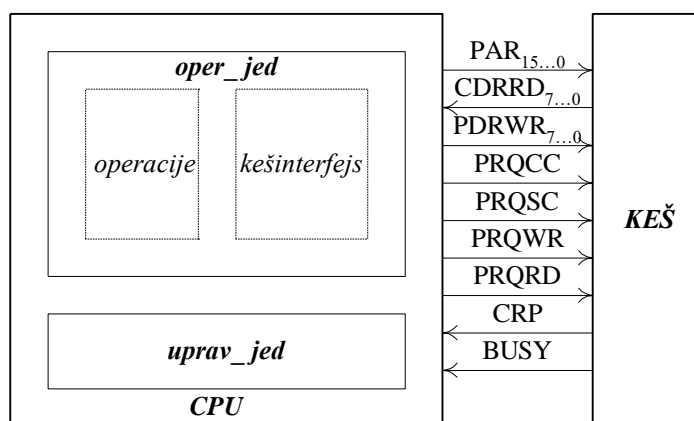 oper_jed
operacije
kešinterfejs
uprav_jed
CPU
PAR15...0
CDRRD7...0
PDRWR7...0
PRQCC
PRQSC
PRQWR
PRQRD
CRP
BUSY
KEŠ